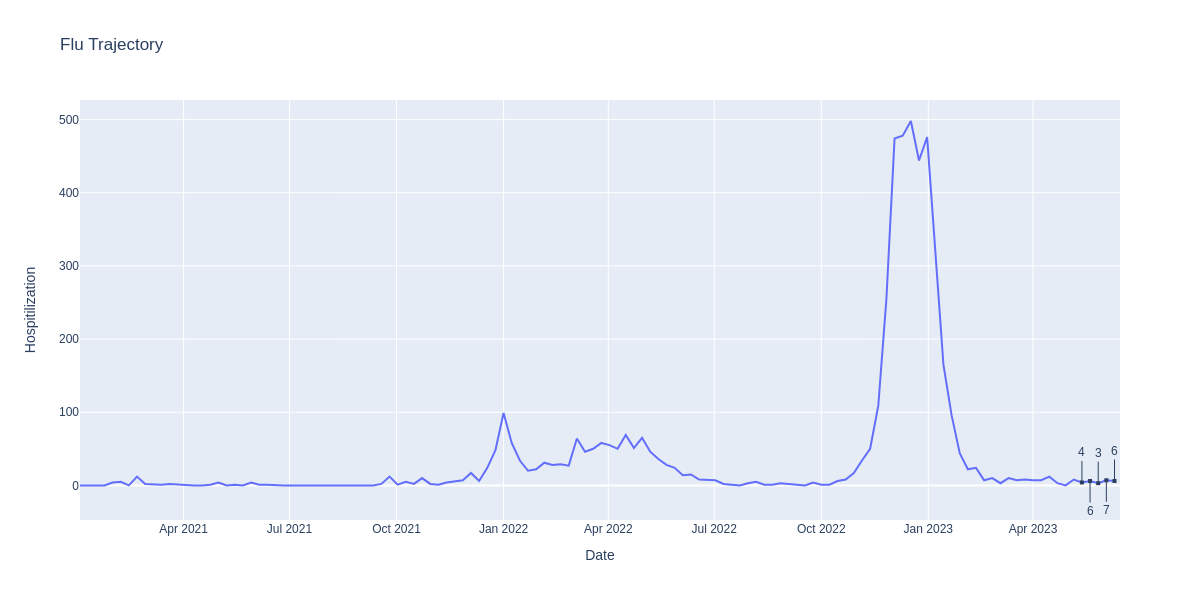 Flu Trajectory
500
400
300
200
100
0
Hospitilization
4 3 6
6 7
Apr 2021 Jul 2021 Oct 2021 Jan 2022 Apr 2022 Jul 2022 Oct 2022 Jan 2023 Apr 2023
Date